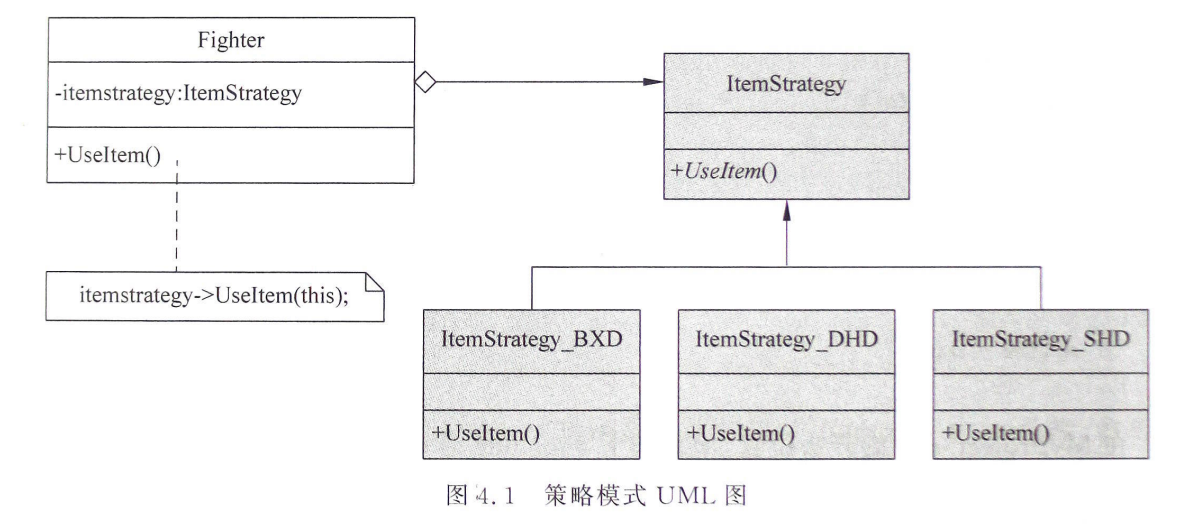 Fighter
-itemstrategy:ItemStrategy
+UseItem()
itemstrategy->UseItem(this);
ItemStrategy
+UseItem()
ItemStrategy_BXD
+UseItem()
ItemStrategy_DHD
+UseItem()
ItemStrategy_SHD
+UseItem()
图 4.1 策略模式 UML 图